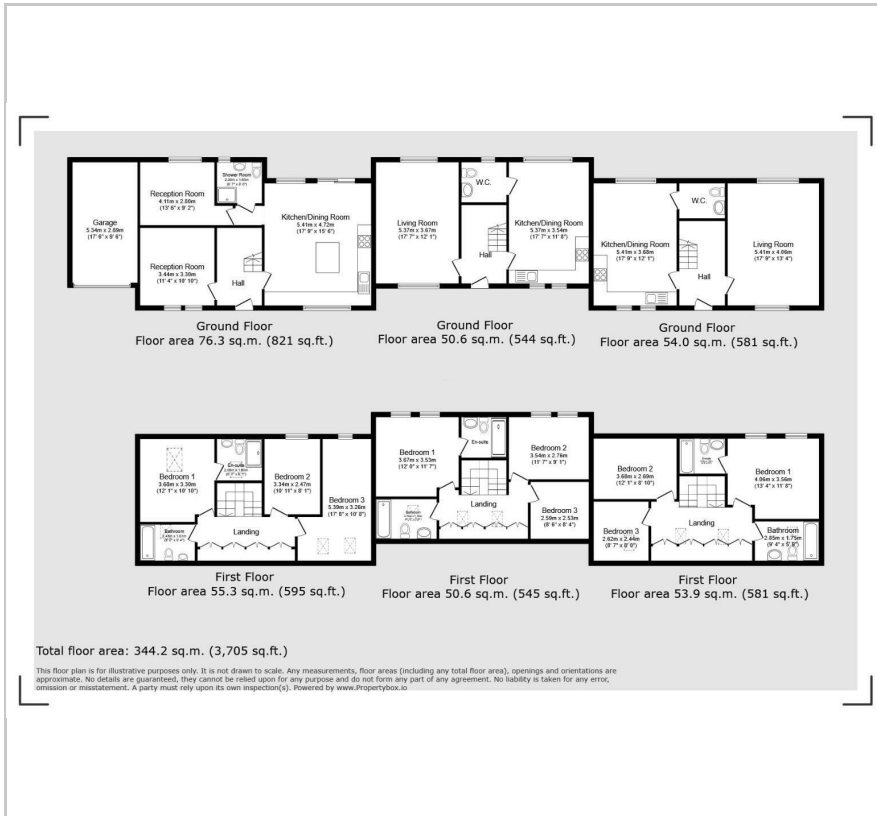 Garage
5.34m x 2.89m
(17' 6" x 9' 6")
Reception Room
4.11m x 2.80m
(13' 6" x 9' 2")
Shower Room
Reception Room
3.44m x 3.30m
(11' 4" x 10' 10")
Hall
Kitchen/Dining Room
5.41m x 4.72m
(17' 9" x 15' 6")
Ground Floor
Floor area 76.3 sq.m. (821 sq.ft.)
Living Room
5.37m x 3.67m
(17' 7" x 12' 1")
W.C.
Hall
Kitchen/Dining Room
5.37m x 3.54m
(17' 7" x 11' 8")
Ground Floor
Floor area 50.6 sq.m. (544 sq.ft.)
Kitchen/Dining Room
5.41m x 3.68m
(17' 9" x 12' 1")
W.C.
Hall
Living Room
5.41m x 4.06m
(17' 9" x 13' 4")
Ground Floor
Floor area 54.0 sq.m. (581 sq.ft.)
Bedroom 1
3.68m x 3.30m
(12' 1" x 10' 10")
En-suite
Bedroom 2
3.34m x 2.47m
(10' 11" x 8' 1")
Bedroom 3
5.39m x 3.26m
(17' 8" x 10' 8")
Bathroom
Landing
First Floor
Floor area 55.3 sq.m. (595 sq.ft.)
Bedroom 1
3.67m x 3.53m
(12' 0" x 11' 7")
En-suite
Bedroom 2
3.54m x 2.76m
(11' 7" x 9' 1")
Bathroom
Landing
Bedroom 3
2.59m x 2.53m
(8' 6" x 8' 4")
First Floor
Floor area 50.6 sq.m. (545 sq.ft.)
Bedroom 2
3.68m x 2.69m
(12' 1" x 8' 10")
Bedroom 1
4.06m x 3.56m
(13' 4" x 11' 8")
Bedroom 3
2.62m x 2.44m
(8' 7" x 8' 0")
Landing
Bathroom
2.85m x 1.75m
(9' 4" x 5' 9")
First Floor
Floor area 53.9 sq.m. (581 sq.ft.)
Total floor area: 344.2 sq.m. (3,705 sq.ft.)
This floor plan is for illustrative purposes only. It is not drawn to scale. Any measurements, floor areas (including any total floor area), openings and orientations are
approximate. No details are guaranteed, they cannot be relied upon for any purpose and do not form any part of any agreement. No liability is taken for any error,
omission or misstatement. A party must rely upon its own inspection(s). Powered by www.Propertybox.io